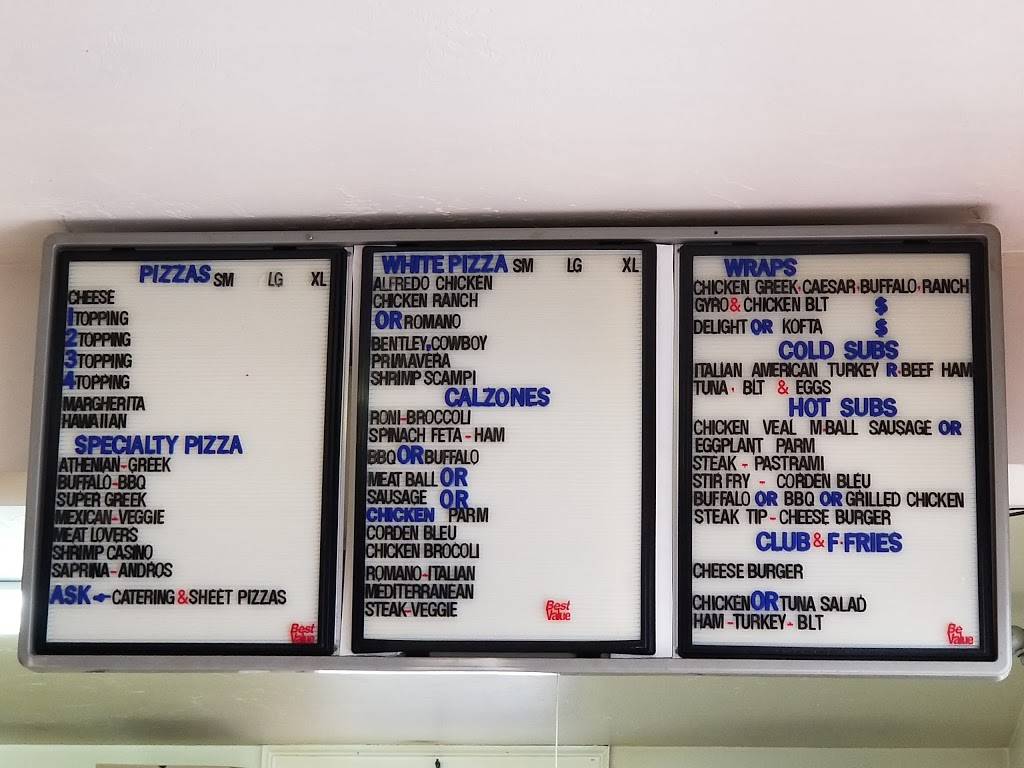 PIZZAS SM LG XL
CHEESE
1 TOPPING
2 TOPPING
3 TOPPING
4 TOPPING
MARGHERITA
HAWAIIAN
SPECIALTY PIZZA
ATHENIAN-GREEK
BUFFALO-BBQ
SUPER GREEK
MEXICAN-VEGGIE
MEAT LOVERS
SHRIMP CASINO
SAPRINA-ANDROS
ASK CATERING & SHEET PIZZAS
Best Value
WHITE PIZZA SM LG XL
ALFREDO CHICKEN
CHICKEN RANCH
OR ROMANO
BENTLEY, COWBOY
PRIMAVERA
SHRIMP SCAMPI
CALZONES
RONI-BROCCOLI
SPINACH FETA-HAM
BBQ OR BUFFALO
MEAT BALL OR
SAUSAGE OR
CHICKEN PARM
CORDEN BLEU
CHICKEN BROCOLI
ROMANO-ITALIAN
MEDITERRANEAN
STEAK-VEGGIE
Best Value
WRAPS
CHICKEN GREEK, CAESAR, BUFFALO, RANCH
GYRO & CHICKEN BLT $
DELIGHT OR KOFTA $
COLD SUBS
ITALIAN AMERICAN TURKEY R.BEEF HAM
TUNA, BLT & EGGS
HOT SUBS
CHICKEN VEAL M.BALL SAUSAGE OR
EGGPLANT PARM
STEAK - PASTRAMI
STIR FRY - CORDEN BLEU
BUFFALO OR BBQ OR GRILLED CHICKEN
STEAK TIP-CHEESE BURGER
CLUB & F.FRIES
CHEESE BURGER
CHICKEN OR TUNA SALAD
HAM-TURKEY-BLT
Be Value